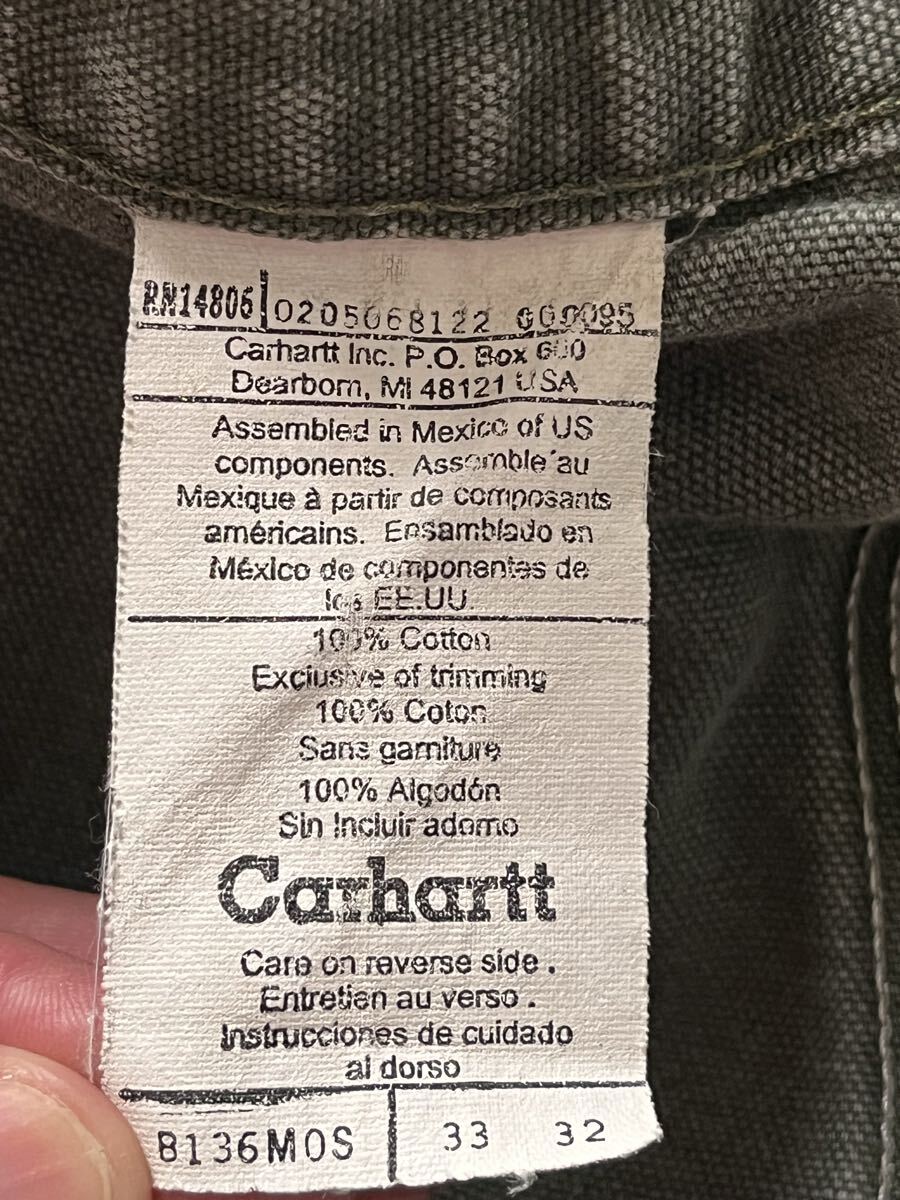 RN14806 0205068122 000095
Carhartt Inc. P.O. Box 600
Dearborn, MI 48121 USA
Assembled in Mexico of US
components. Assemble´au
Mexique à partir de composants
américains. Ensamblado en
México de componentes de
los EE.UU
100% Cotton
Exclusive of trimming
100% Coton
Sans garniture
100% Algodón
Sin Incluir adorno
Carhartt
Care on reverse side .
Entretien au verso .
Instrucciones de cuidado
al dorso
B136MOS 33 32